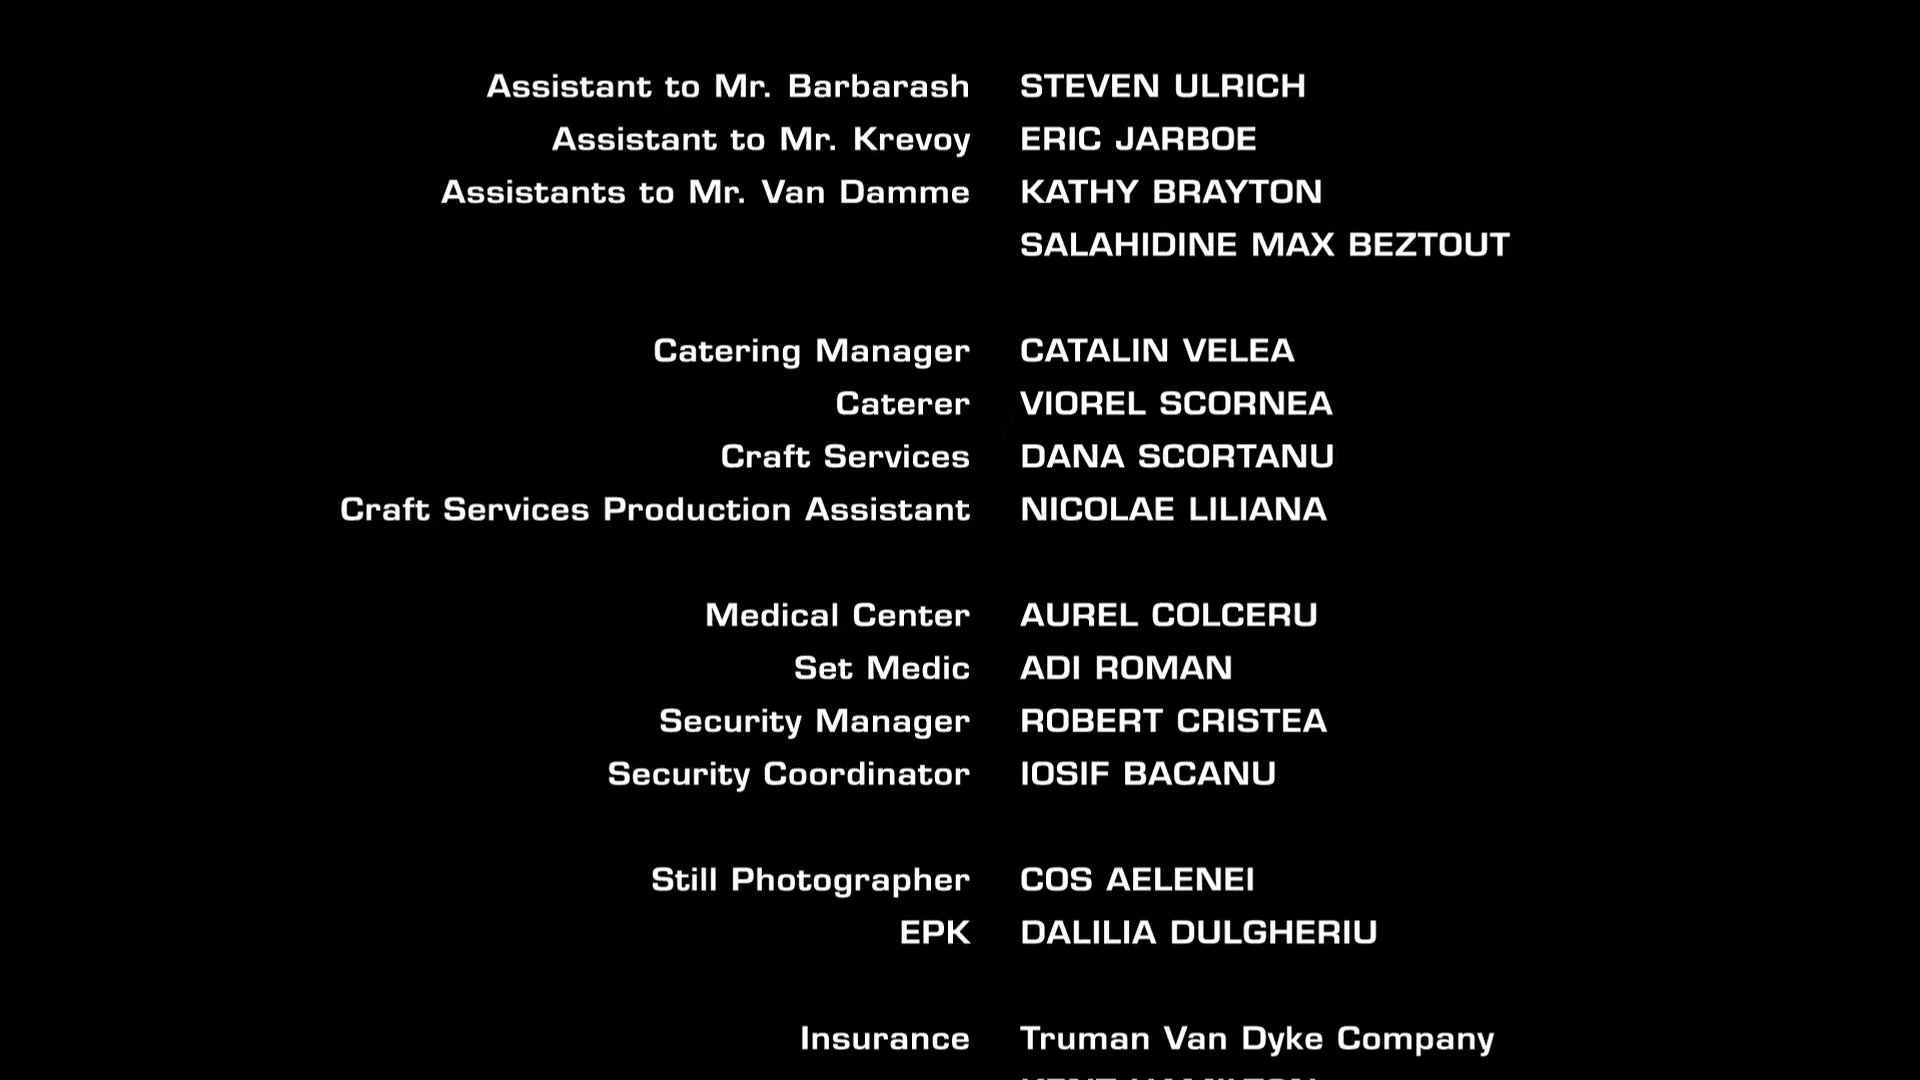 Assistant to Mr. Barbarash STEVEN ULRICH
Assistant to Mr. Krevoy ERIC JARBOE
Assistants to Mr. Van Damme KATHY BRAYTON
SALAHIDINE MAX BEZTOUT
Catering Manager CATALIN VELEA
Caterer VIOREL SCORNEA
Craft Services DANA SCORTANU
Craft Services Production Assistant NICOLAE LILIANA
Medical Center AUREL COLCERU
Set Medic ADI ROMAN
Security Manager ROBERT CRISTEA
Security Coordinator IOSIF BACANU
Still Photographer COS AELENEI
EPK DALILIA DULGHERIU
Insurance Truman Van Dyke Company